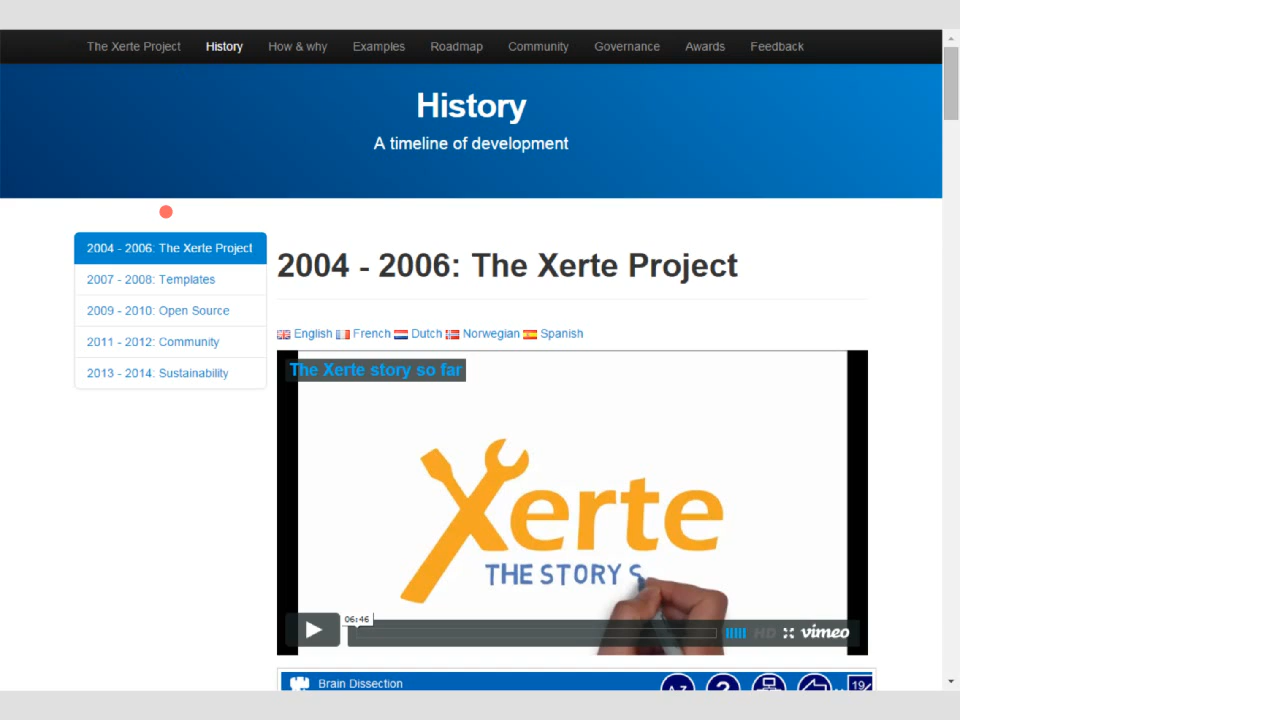 The Xerte Project History How & why Examples Roadmap Community Governance Awards Feedback
History
A timeline of development
2004 - 2006: The Xerte Project
2007 - 2008: Templates
2009 - 2010: Open Source
2011 - 2012: Community
2013 - 2014: Sustainability
2004 - 2006: The Xerte Project
English French Dutch Norwegian Spanish
The Xerte story so far
Xerte
THE STORY S
06:46
HD vimeo
Brain Dissection
A-Z ? 19/